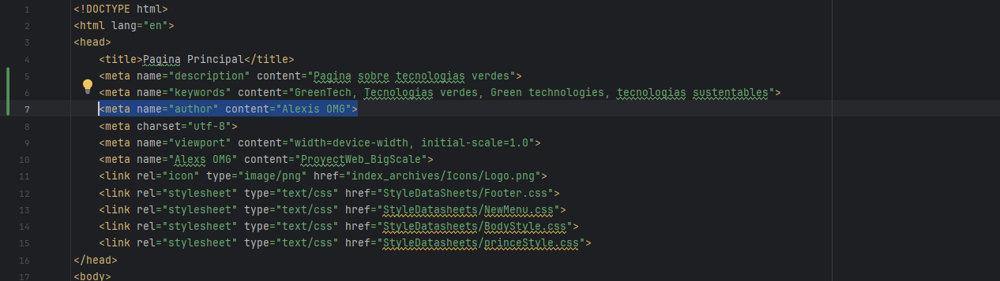 1 <!DOCTYPE html>
2 <html lang="en">
3 <head>
4 <title>Pagina Principal</title>
5 <meta name="description" content="Pagina sobre tecnologias verdes">
6 <meta name="keywords" content="GreenTech, Tecnologias verdes, Green technologies, tecnologias sustentables">
7 <meta name="author" content="Alexis OMG">
8 <meta charset="utf-8">
9 <meta name="viewport" content="width=device-width, initial-scale=1.0">
10 <meta name="Alexs OMG" content="ProyectWeb_BigScale">
11 <link rel="icon" type="image/png" href="index_archives/Icons/Logo.png">
12 <link rel="stylesheet" type="text/css" href="StyleDataSheets/Footer.css">
13 <link rel="stylesheet" type="text/css" href="StyleDatasheets/NewMenu.css">
14 <link rel="stylesheet" type="text/css" href="StyleDatasheets/BodyStyle.css">
15 <link rel="stylesheet" type="text/css" href="StyleDatasheets/princeStyle.css">
16 </head>
17 <body>